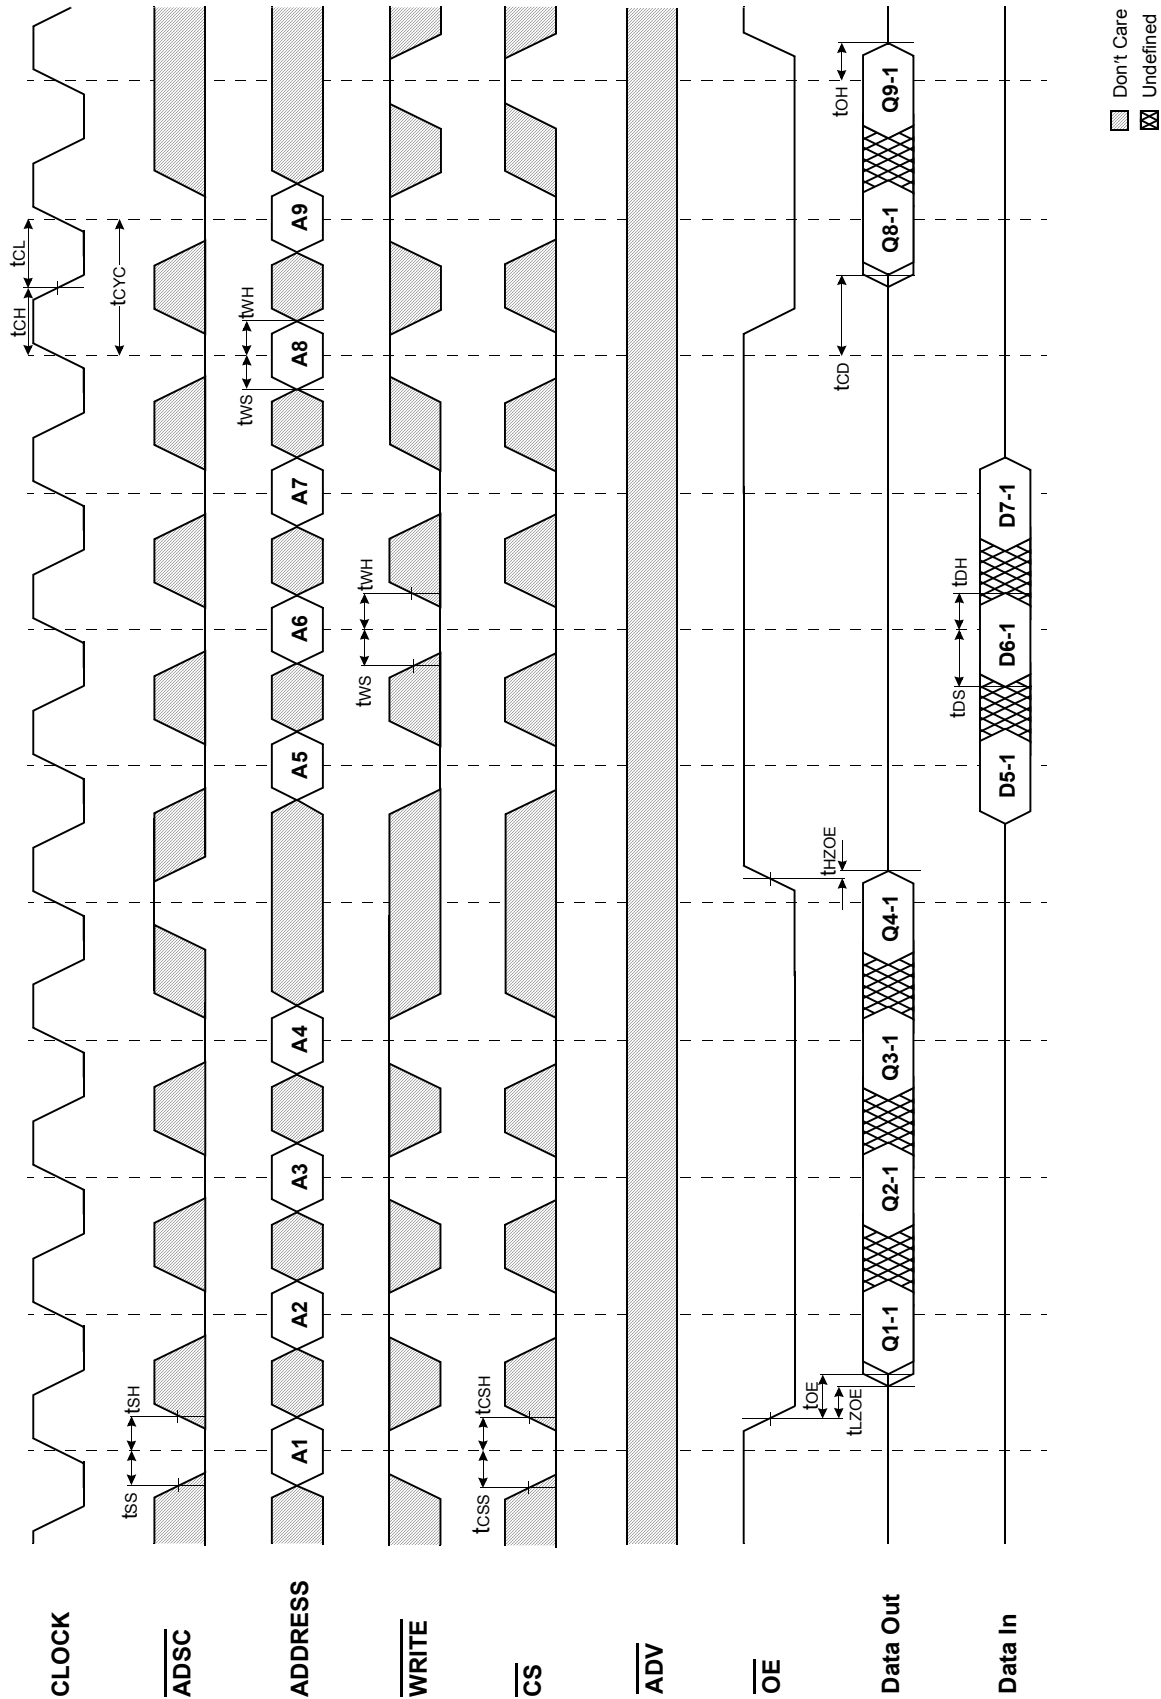 CLOCK
tCH
tCL
tCYC
ADSC
tSS
tSH
ADDRESS
A1
A2
A3
A4
A5
A6
A7
A8
A9
tWS
tWH
WRITE
tWS
tWH
CS
tCSS
tCSH
ADV
OE
tOE
tLZOE
tHZOE
tCD
tOH
Data Out
Q1-1
Q2-1
Q3-1
Q4-1
Q8-1
Q9-1
Data In
D5-1
D6-1
D7-1
tDS
tDH
Don't Care
Undefined